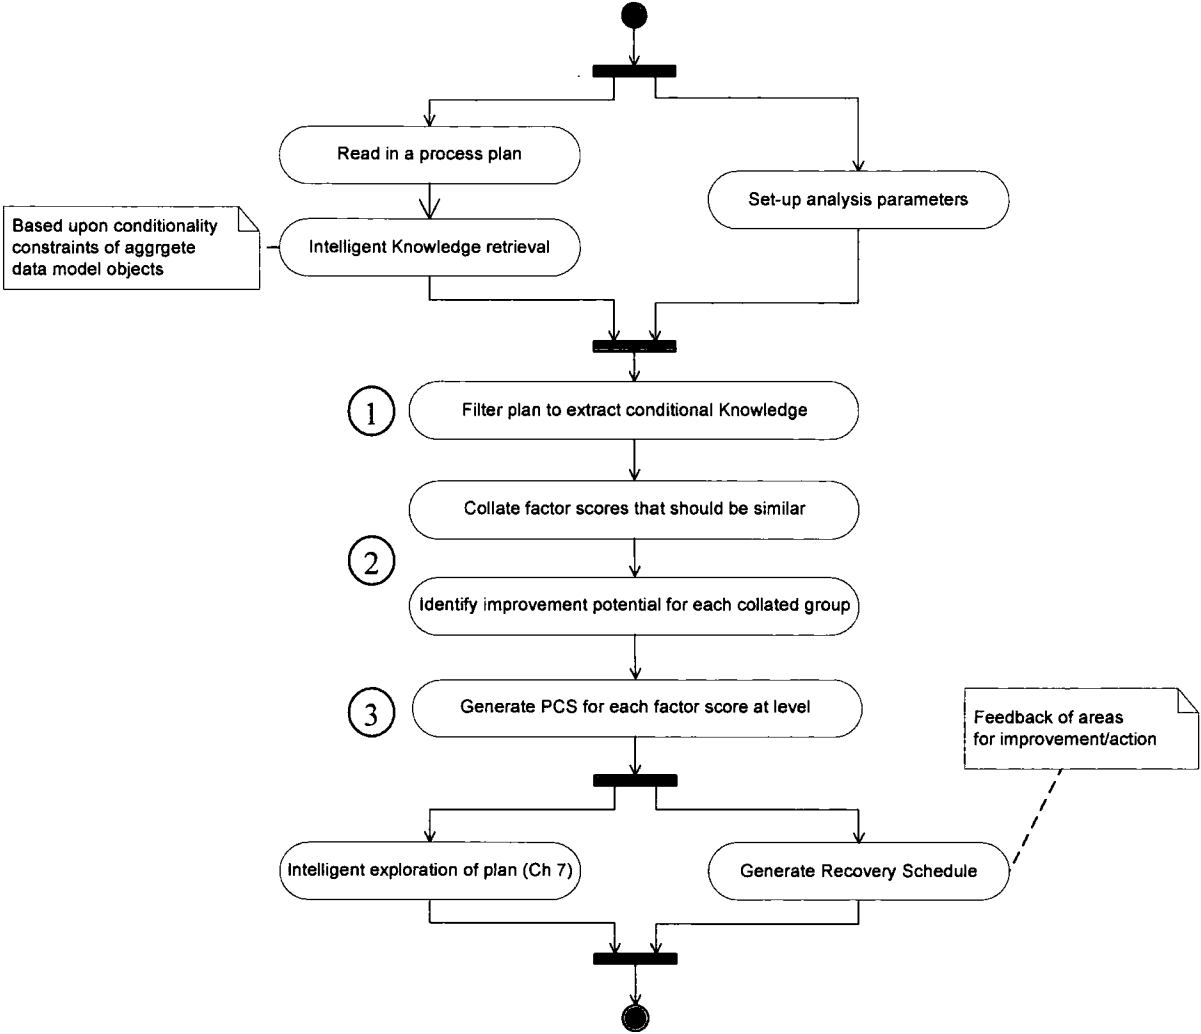 Read in a process plan
Set-up analysis parameters
Based upon conditionality
constraints of aggrgete
data model objects
Intelligent Knowledge retrieval
1
Filter plan to extract conditional Knowledge
Collate factor scores that should be similar
2
Identify improvement potential for each collated group
3
Generate PCS for each factor score at level
Feedback of areas
for improvement/action
Intelligent exploration of plan (Ch 7)
Generate Recovery Schedule